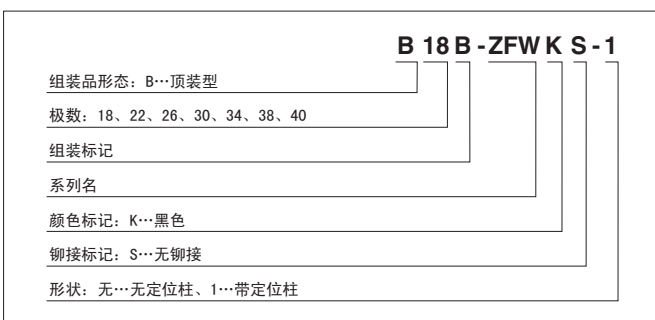 B 18 B - ZFW K S - 1
组装品形态：B…顶装型
极数：18、22、26、30、34、38、40
组装标记
系列名
颜色标记：K…黑色
铆接标记：S…无铆接
形状：无…无定位柱、1…带定位柱